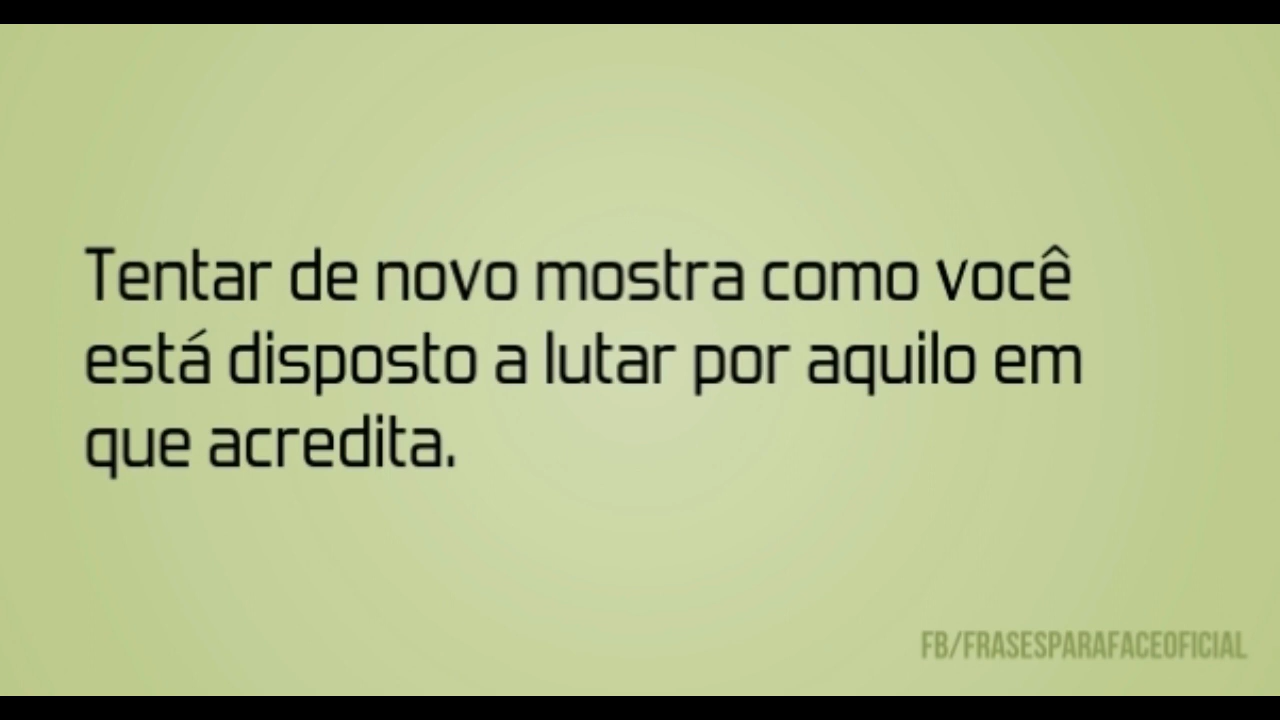 Tentar de novo mostra como você
está disposto a lutar por aquilo em
que acredita.
FB/FRASESPARAFACEOFICIAL